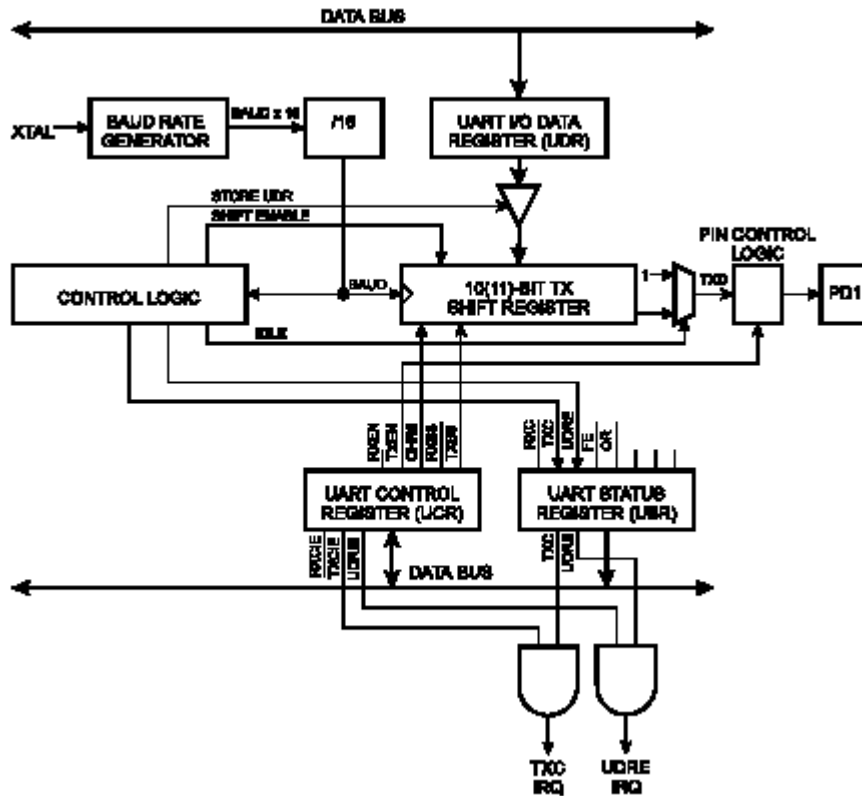 DATA BUS
XTAL
BAUD RATE
GENERATOR
BAUD x 16
/16
UART I/O DATA
REGISTER (UDR)
STORE UDR
SHIFT ENABLE
PIN CONTROL
LOGIC
CONTROL LOGIC
BAUD
10(11)-BIT TX
SHIFT REGISTER
1
TXD
PD1
IDLE
RXEN
TXEN
CHR9
RXB8
TXB8
RXC
TXC
UDRE
FE
OR
UART CONTROL
REGISTER (UCR)
UART STATUS
REGISTER (USR)
RXCIE
TXCIE
UDRIE
TXC
UDRE
DATA BUS
TXC
IRQ
UDRE
IRQ